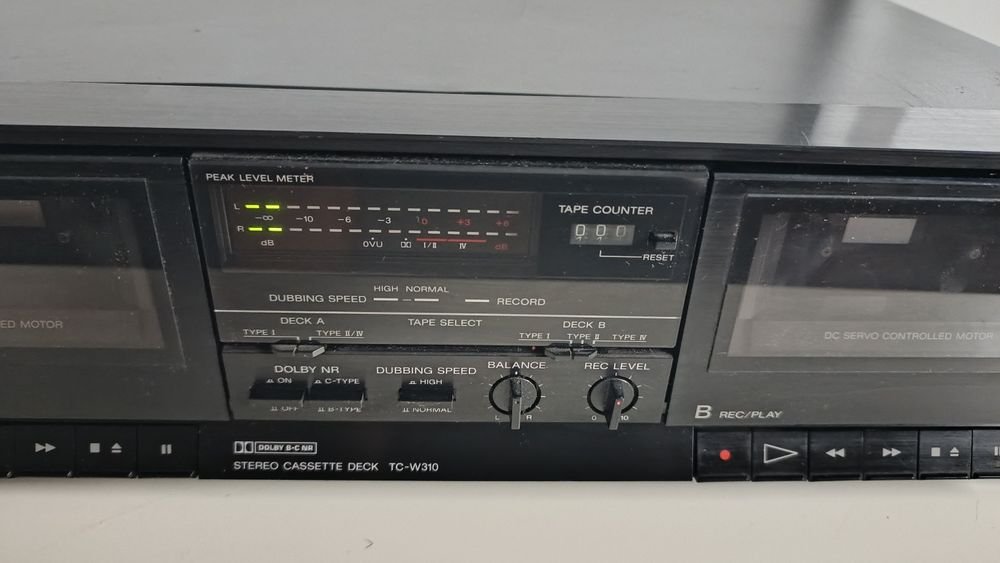 PEAK LEVEL METER
L
-∞ -10 -6 -3 0 +3 +6
R
dB 0VU I/II IV dB
TAPE COUNTER
0 0 0
RESET
HIGH NORMAL
DUBBING SPEED RECORD
DECK A TAPE SELECT DECK B
TYPE I TYPE II/IV TYPE I TYPE II TYPE IV
DOLBY NR DUBBING SPEED BALANCE REC LEVEL
ON C-TYPE HIGH
OFF B-TYPE NORMAL L R 0 10
ED MOTOR
DC SERVO CONTROLLED MOTOR
B REC/PLAY
DOLBY B-C NR
STEREO CASSETTE DECK TC-W310